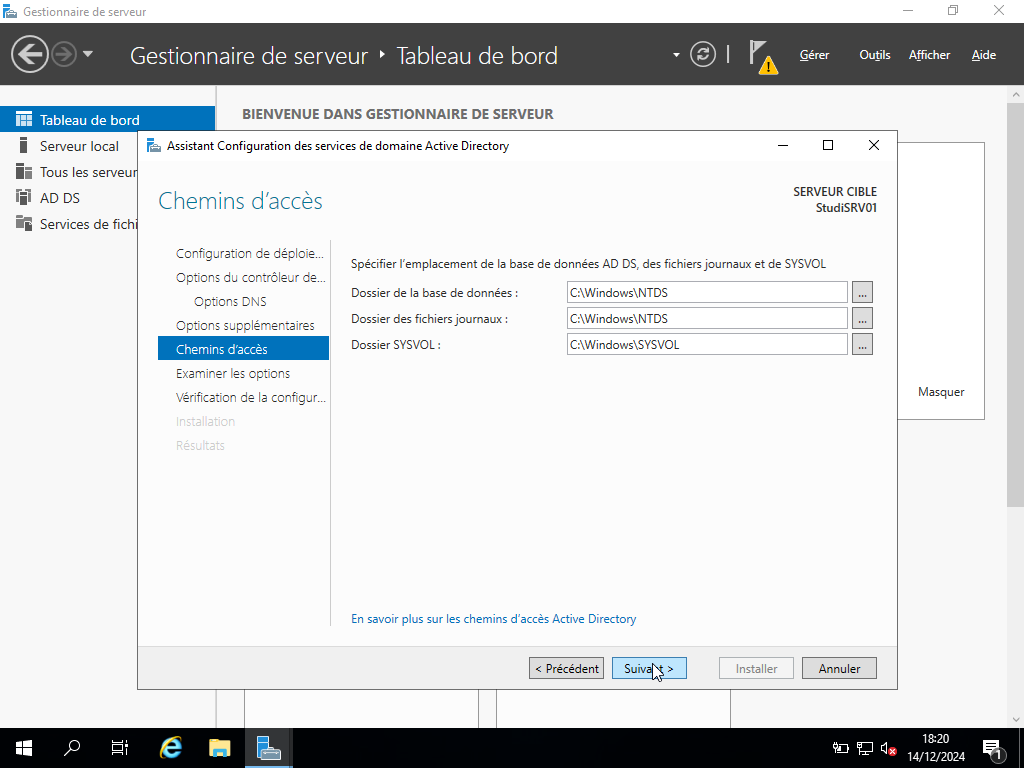 Gestionnaire de serveur
Gestionnaire de serveur ‣ Tableau de bord
Gérer
Outils
Afficher
Aide
Tableau de bord
Serveur local
Tous les serveur
AD DS
Services de fichi
BIENVENUE DANS GESTIONNAIRE DE SERVEUR
Masquer
Assistant Configuration des services de domaine Active Directory
Chemins d'accès
SERVEUR CIBLE
StudiSRV01
Configuration de déploie...
Options du contrôleur de...
Options DNS
Options supplémentaires
Chemins d'accès
Examiner les options
Vérification de la configur...
Installation
Résultats
Spécifier l'emplacement de la base de données AD DS, des fichiers journaux et de SYSVOL
Dossier de la base de données : C:\Windows\NTDS ...
Dossier des fichiers journaux : C:\Windows\NTDS ...
Dossier SYSVOL : C:\Windows\SYSVOL ...
En savoir plus sur les chemins d'accès Active Directory
< Précédent
Suivant >
Installer
Annuler
18:20
14/12/2024
1